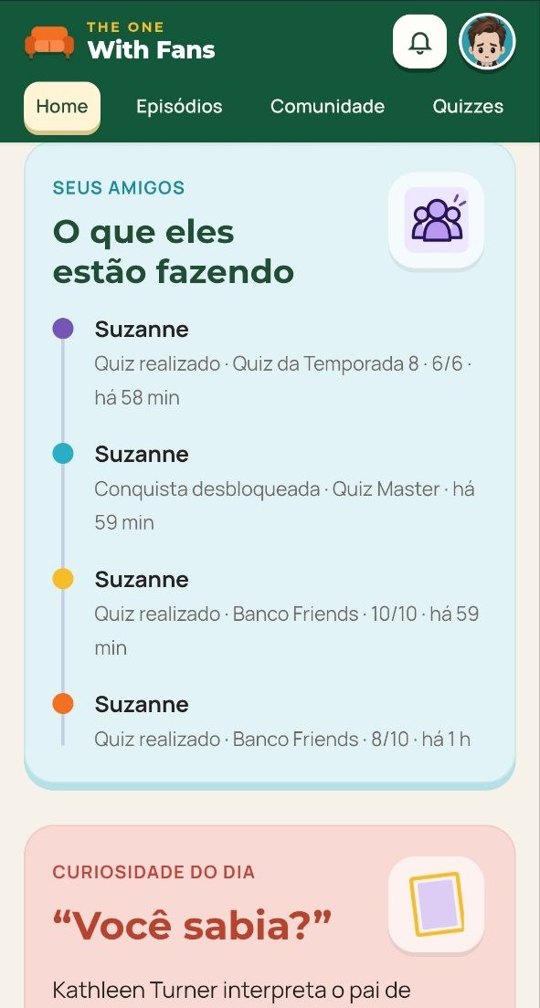 THE ONE
With Fans
Home Episódios Comunidade Quizzes
SEUS AMIGOS
O que eles
estão fazendo
Suzanne
Quiz realizado · Quiz da Temporada 8 · 6/6 ·
há 58 min
Suzanne
Conquista desbloqueada · Quiz Master · há
59 min
Suzanne
Quiz realizado · Banco Friends · 10/10 · há 59
min
Suzanne
Quiz realizado · Banco Friends · 8/10 · há 1 h
CURIOSIDADE DO DIA
“Você sabia?”
Kathleen Turner interpreta o pai de